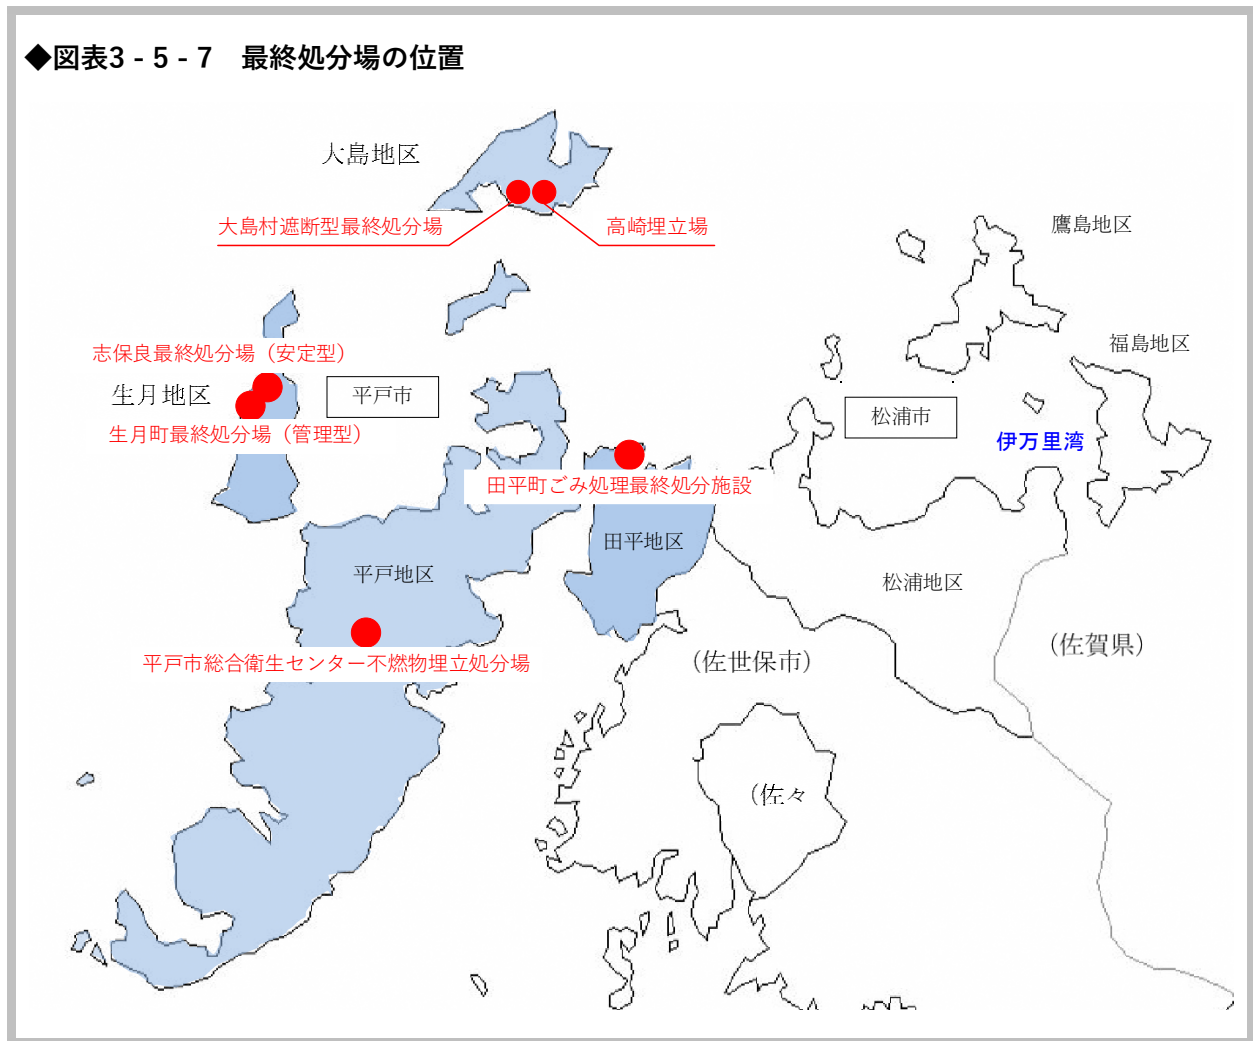 ◆図表3 - 5 - 7　最終処分場の位置
大島地区
大島村遮断型最終処分場
高崎埋立場
鷹島地区
福島地区
志保良最終処分場（安定型）
生月地区
平戸市
松浦市
生月町最終処分場（管理型）
伊万里湾
田平町ごみ処理最終処分施設
田平地区
平戸地区
松浦地区
（佐賀県）
（佐世保市）
平戸市総合衛生センター不燃物埋立処分場
（佐々